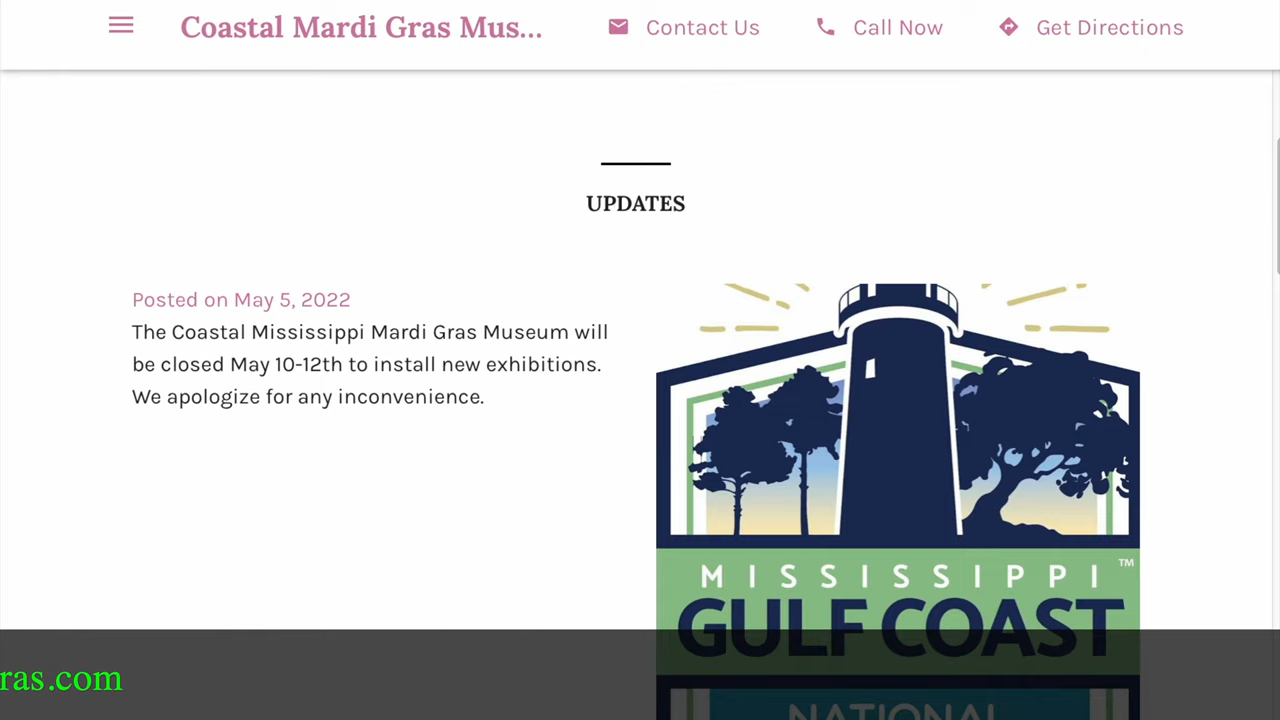 Coastal Mardi Gras Mus...
Contact Us
Call Now
Get Directions
UPDATES
Posted on May 5, 2022
The Coastal Mississippi Mardi Gras Museum will
be closed May 10-12th to install new exhibitions.
We apologize for any inconvenience.
MISSISSIPPI™
GULF COAST
NATIONAL
ras.com